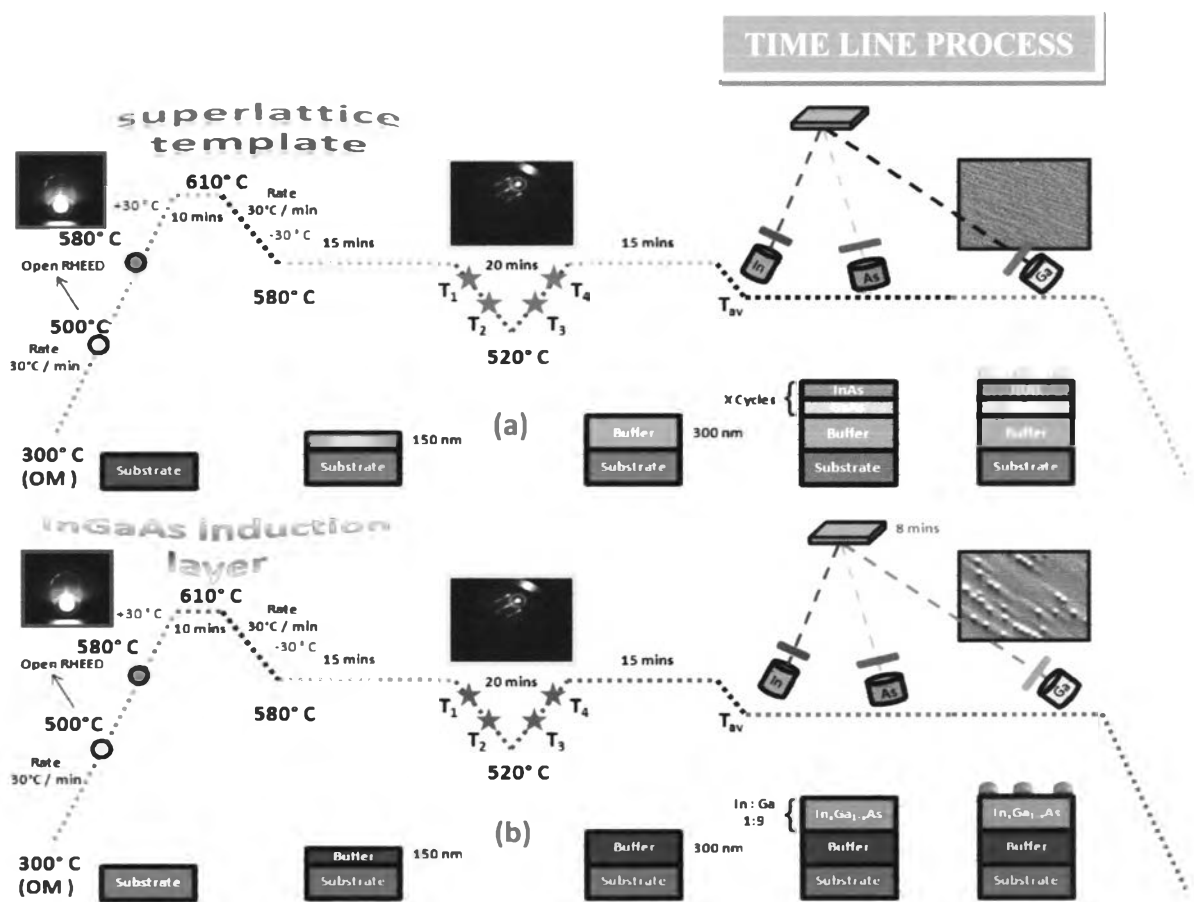 TIME LINE PROCESS
superlattice
template
610° C
Rate
30°C / min
-30°C
+30°C
10 mins
580° C
Open RHEED
500°C
Rate
30°C / min
300° C
(OM )
15 mins
580° C
20 mins
T1
T2
T3
T4
520° C
15 mins
Tav
In
As
Ga
(a)
Substrate
150 nm
Substrate
Buffer
300 nm
Substrate
X Cycles
InAs
Buffer
Substrate
InAs
Buffer
Substrate
InGaAs induction
layer
610° C
Rate
30°C / min
-30°C
+30°C
10 mins
580° C
Open RHEED
500°C
Rate
30°C / min
300° C
(OM )
15 mins
580° C
20 mins
T1
T2
T3
T4
520° C
15 mins
Tav
8 mins
In
As
Ga
(b)
Substrate
Buffer
150 nm
Substrate
Buffer
300 nm
Substrate
In : Ga
1:9
InxGa1-xAs
Buffer
Substrate
InxGa1-xAs
Buffer
Substrate